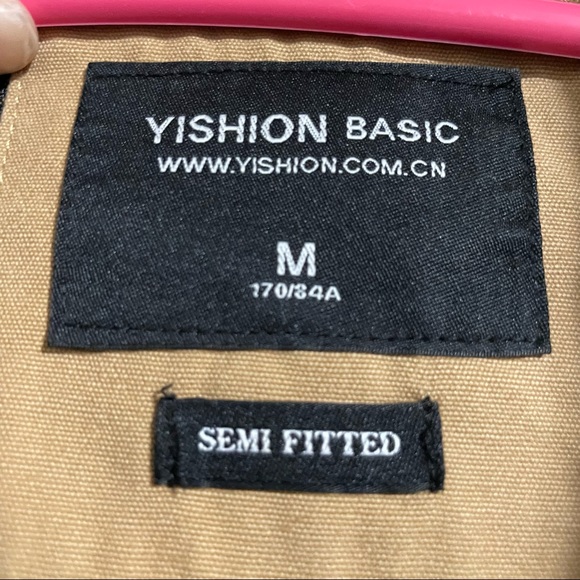 YISHION BASIC
WWW.YISHION.COM.CN
M
170/84A
SEMI FITTED